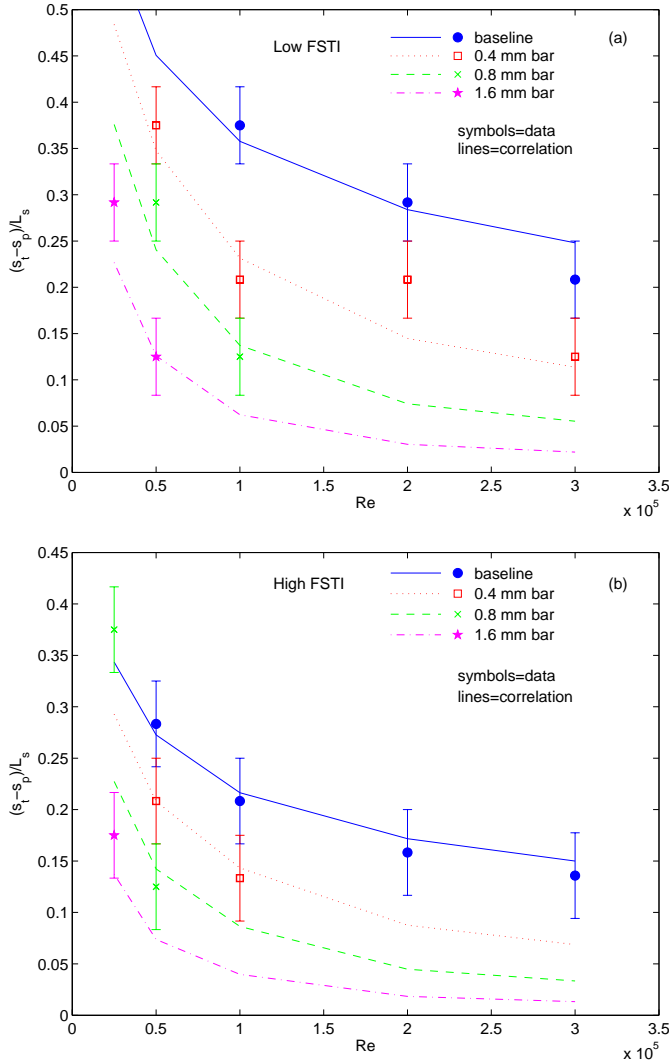 0.5
0.45
0.4
0.35
0.3
0.25
0.2
0.15
0.1
0.05
0
(s_t−s_p)/L_s
Low FSTI
(a)
baseline
0.4 mm bar
0.8 mm bar
1.6 mm bar
symbols=data
lines=correlation
0 0.5 1 1.5 2 2.5 3 3.5
Re
x 10^5
0.45
0.4
0.35
0.3
0.25
0.2
0.15
0.1
0.05
0
(s_t−s_p)/L_s
High FSTI
(b)
baseline
0.4 mm bar
0.8 mm bar
1.6 mm bar
symbols=data
lines=correlation
0 0.5 1 1.5 2 2.5 3 3.5
Re
x 10^5